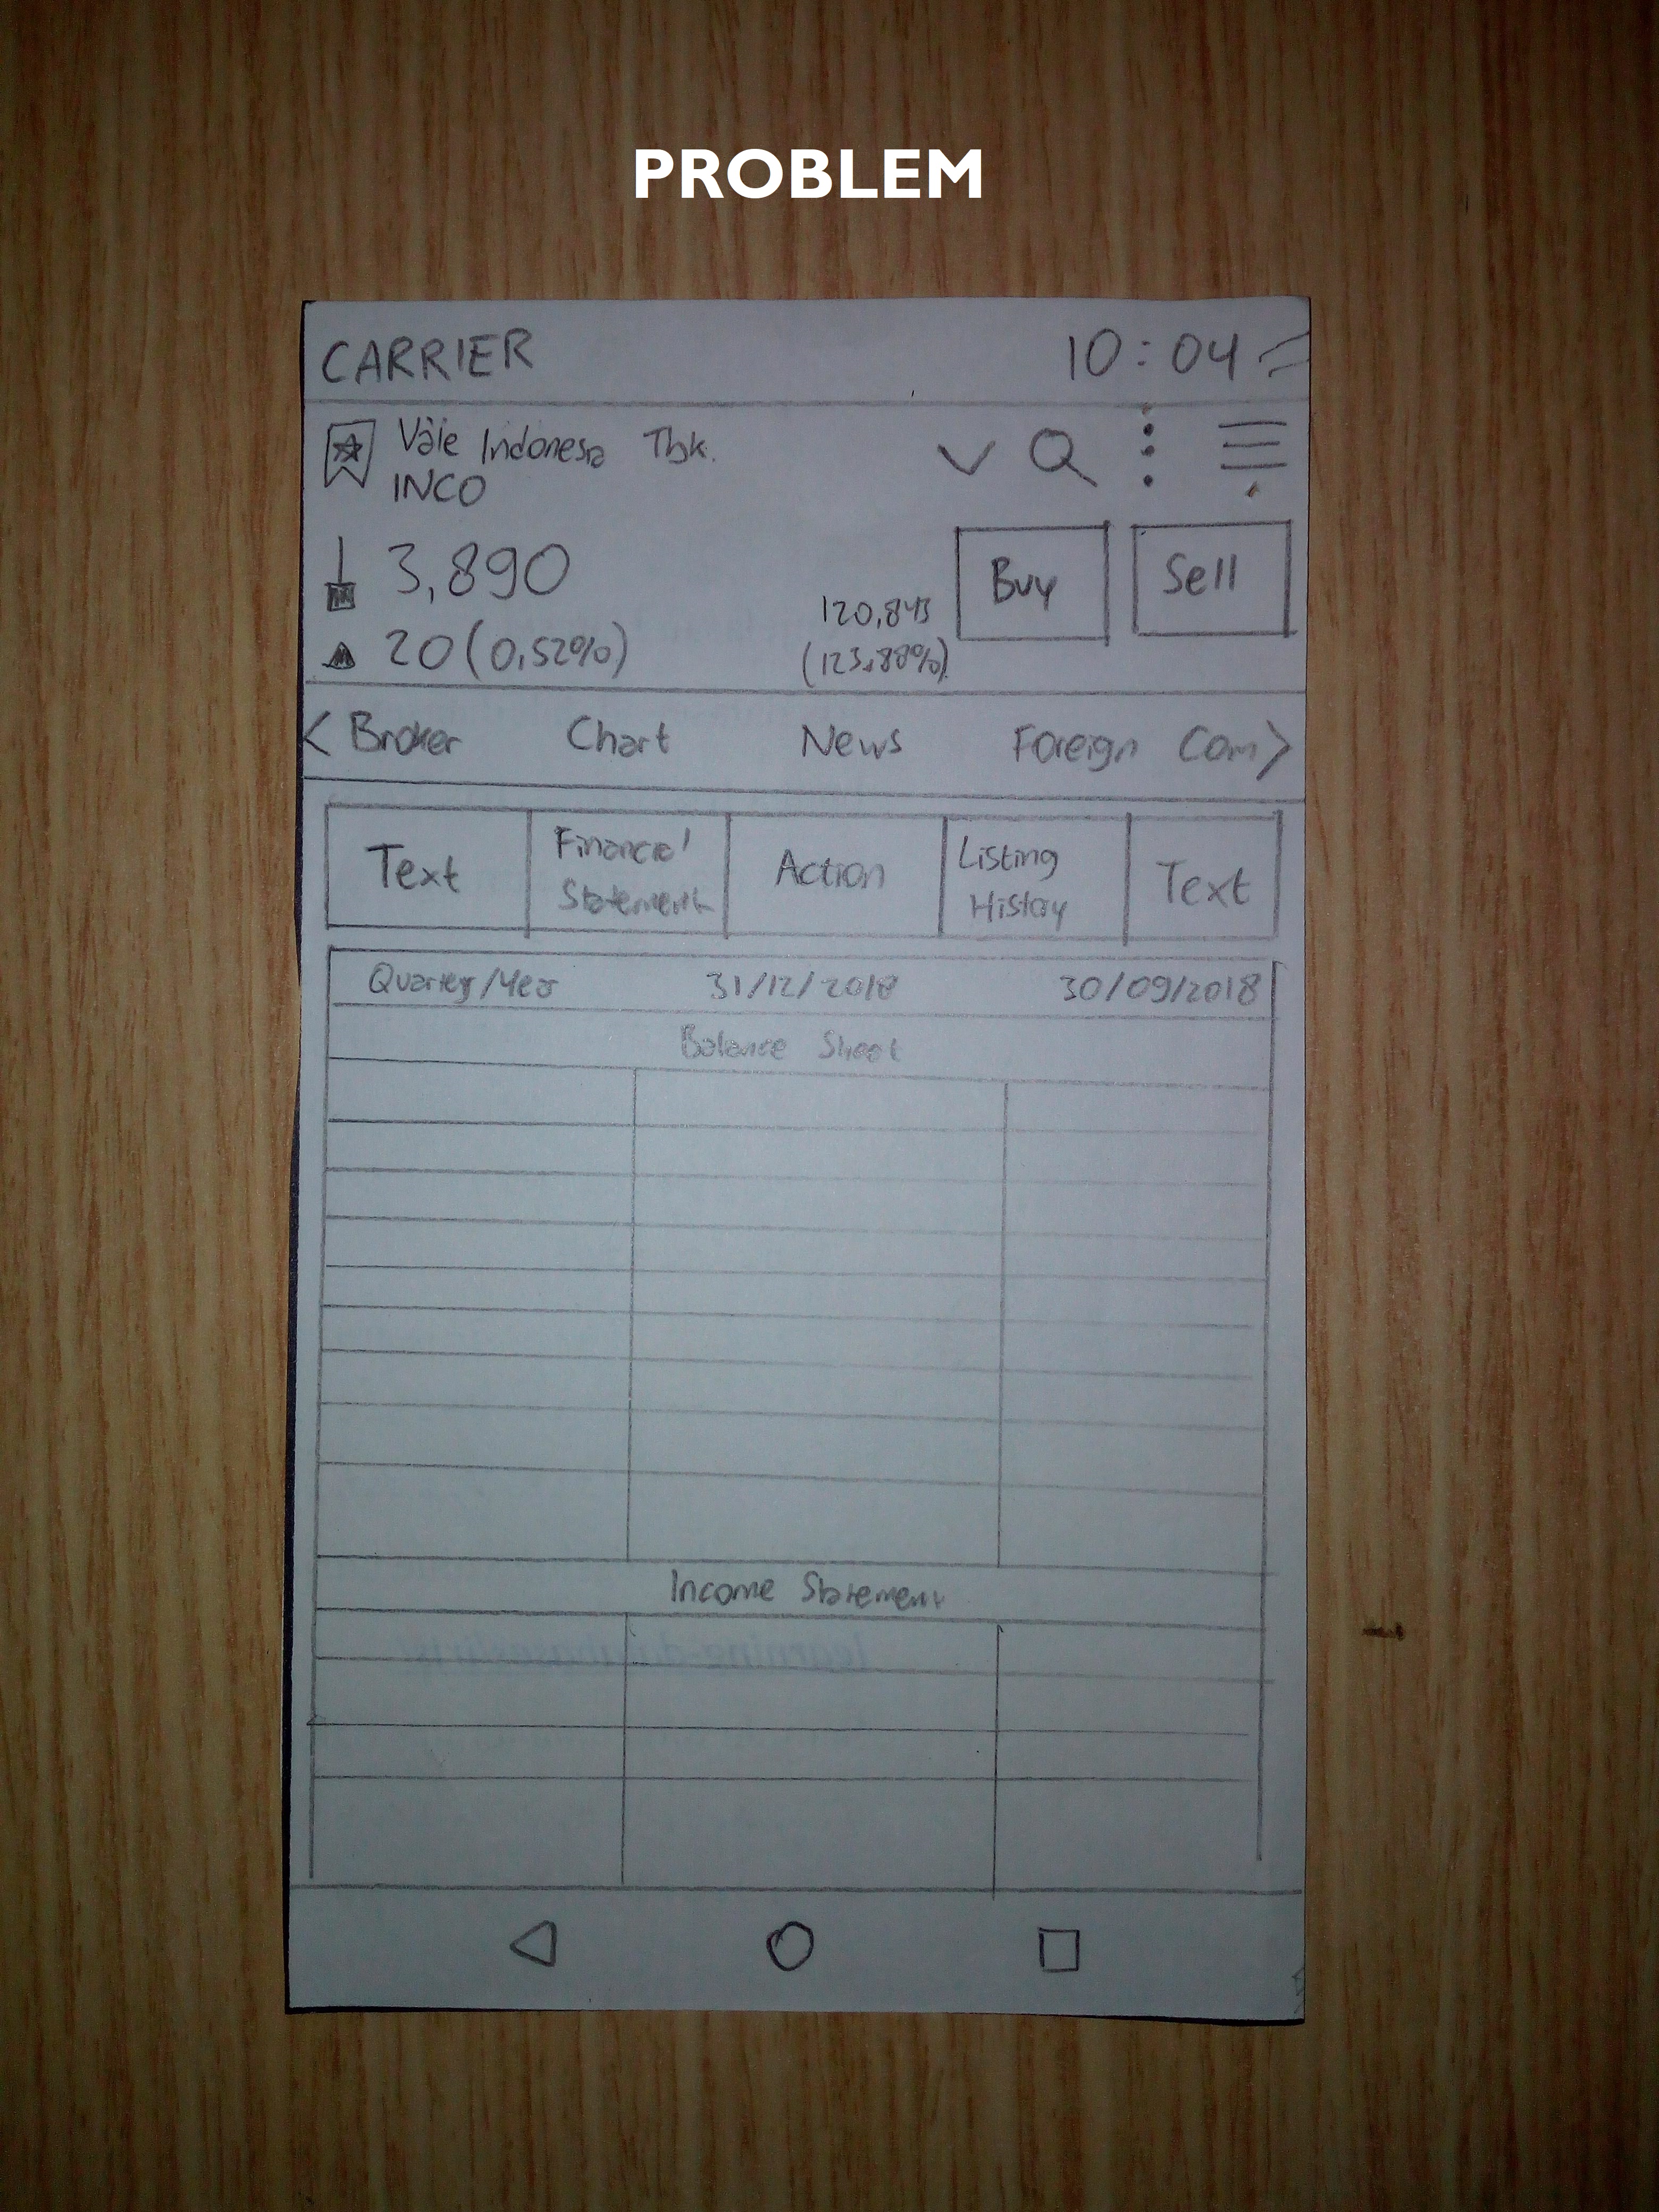 PROBLEM
CARRIER 10:04
Vale Indonesia Tbk.
INCO
3,890
Buy
Sell
20 (0,52%)
120,843
(123,88%)
< Broker Chart News Foreign Com >
Text
Financial
Statement
Action
Listing
History
Text
Quarter/Year 31/12/2018 30/09/2018
Balance Sheet
Income Statement